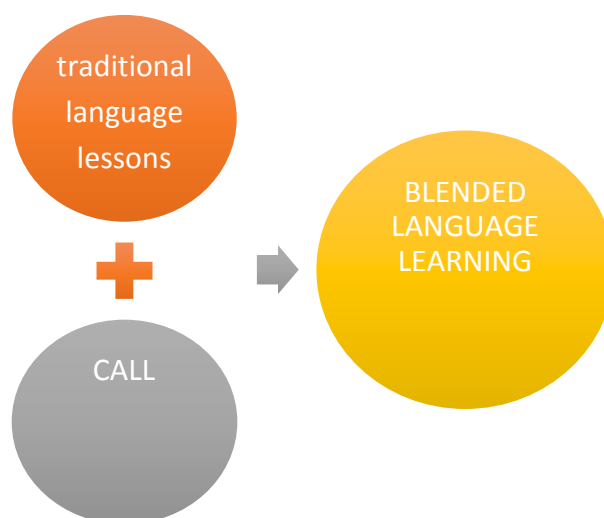 traditional
language
lessons
CALL
BLENDED
LANGUAGE
LEARNING